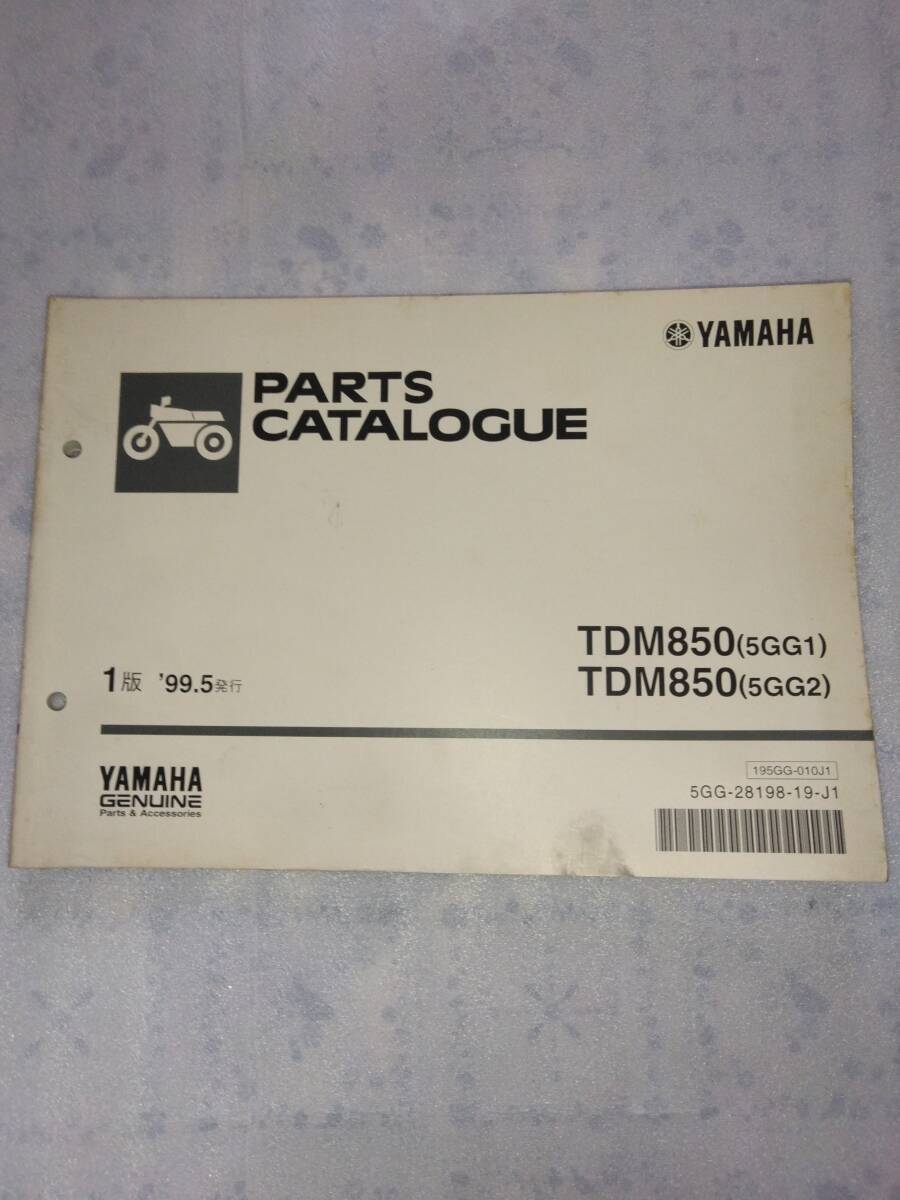 YAMAHA
PARTS
CATALOGUE
TDM850(5GG1)
TDM850(5GG2)
1版 '99.5発行
YAMAHA
GENUINE
Parts & Accessories
195GG-010J1
5GG-28198-19-J1